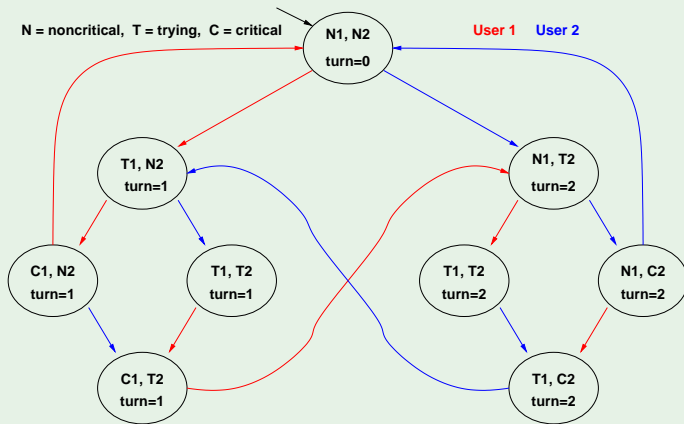 N = noncritical, T = trying, C = critical
User 1 User 2
N1, N2
turn=0
T1, N2
turn=1
N1, T2
turn=2
C1, N2
turn=1
T1, T2
turn=1
T1, T2
turn=2
N1, C2
turn=2
C1, T2
turn=1
T1, C2
turn=2